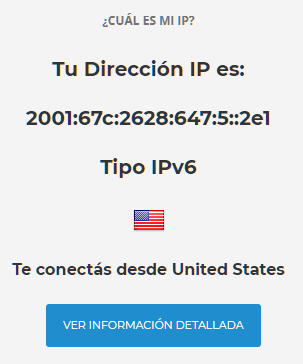 ¿CUÁL ES MI IP?
Tu Dirección IP es:
2001:67c:2628:647:5::2e1
Tipo IPv6
Te conectás desde United States
VER INFORMACIÓN DETALLADA